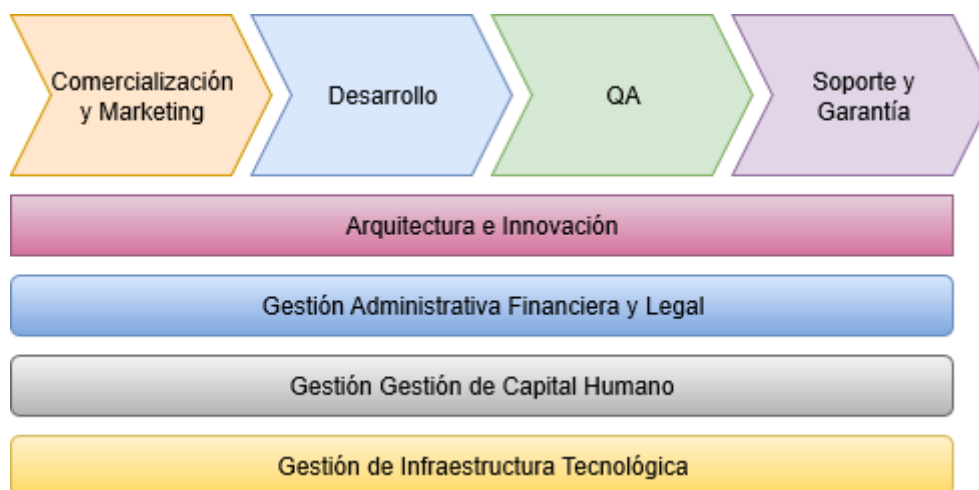 Comercialización
y Marketing
Desarrollo
QA
Soporte y
Garantía
Arquitectura e Innovación
Gestión Administrativa Financiera y Legal
Gestión Gestión de Capital Humano
Gestión de Infraestructura Tecnológica